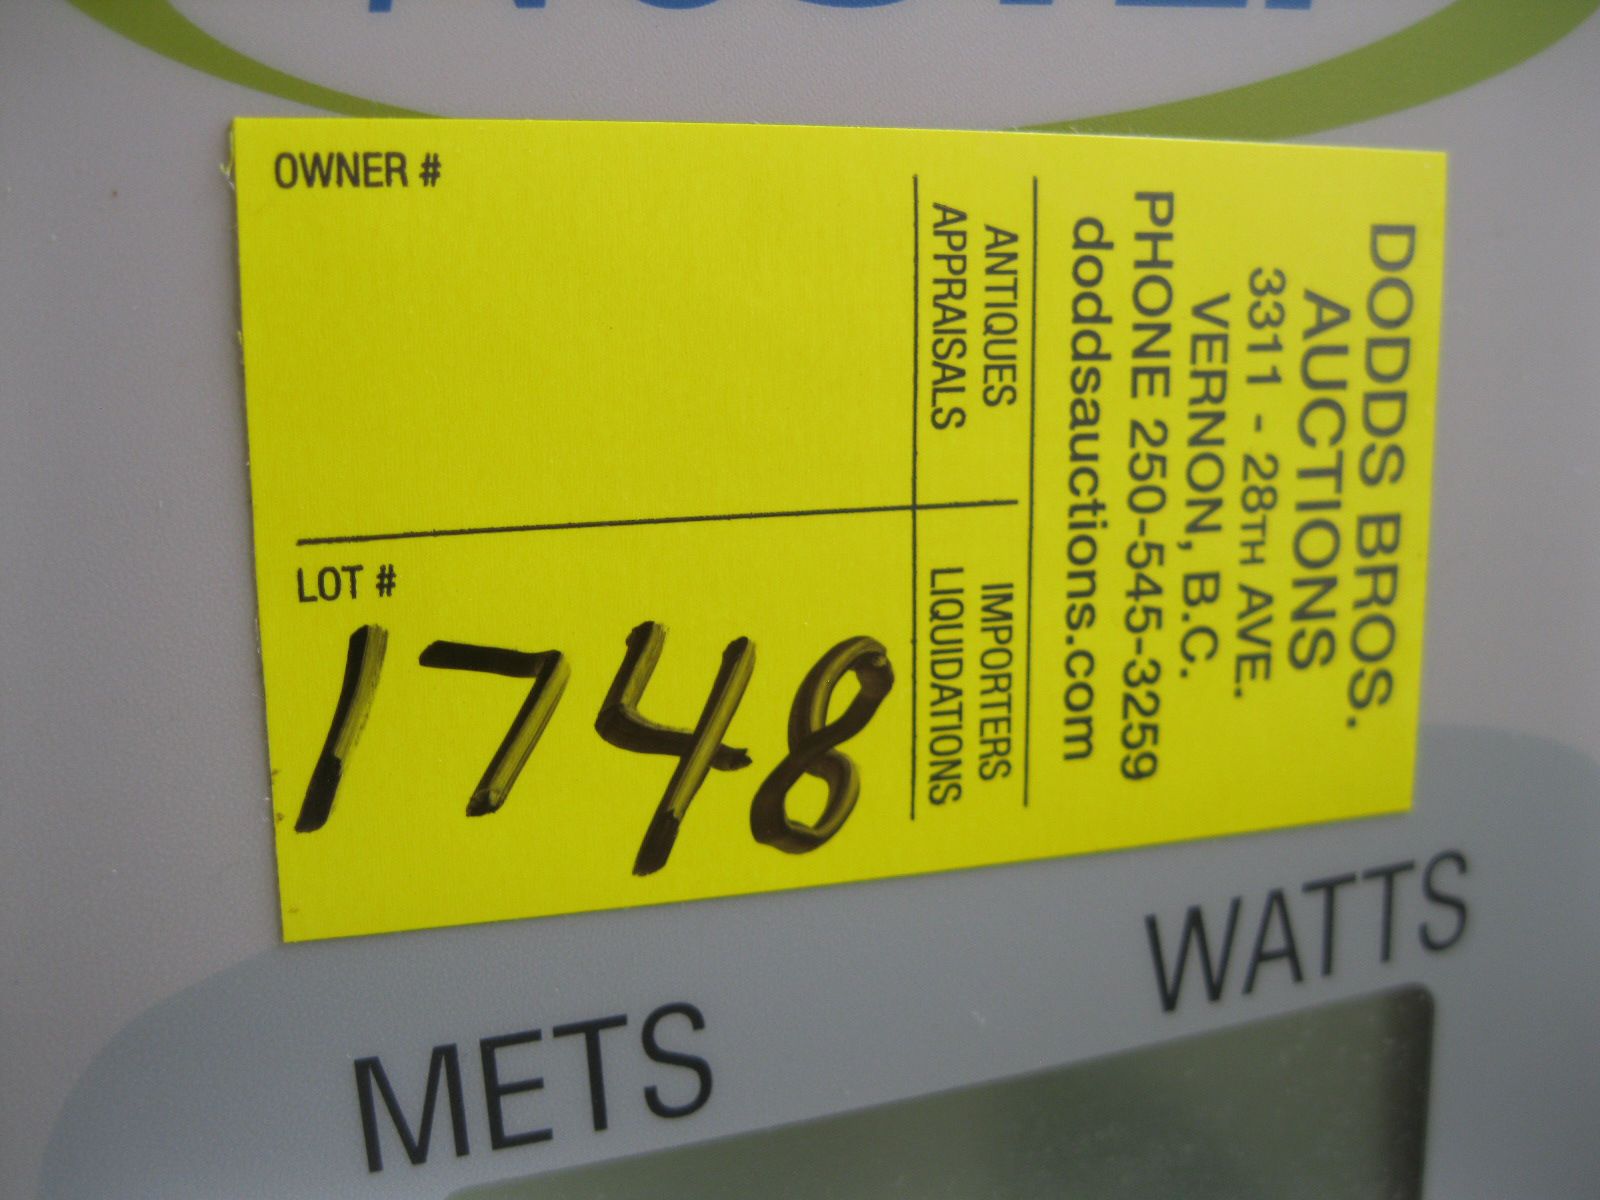 OWNER #
LOT #
1748
ANTIQUES
APPRAISALS
IMPORTERS
LIQUIDATIONS
DODDS BROS.
AUCTIONS
3311 - 28TH AVE.
VERNON, B.C.
PHONE 250-545-3259
doddsauctions.com
METS
WATTS